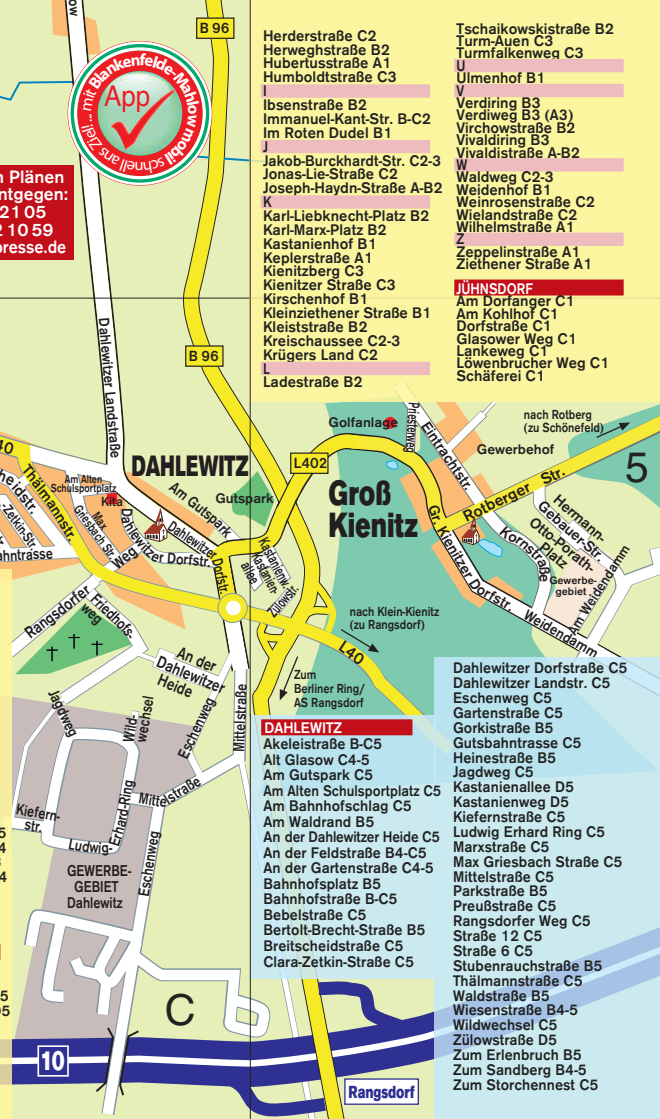 ow
B 96
... mit Blankenfelde-Mahlow mobil schnell ans Ziel!
App
n Plänen
ntgegen:
21 05
2 10 59
presse.de
Herderstraße C2
Herweghstraße B2
Hubertusstraße A1
Humboldtstraße C3
I
Ibsenstraße B2
Immanuel-Kant-Str. B-C2
Im Roten Dudel B1
J
Jakob-Burckhardt-Str. C2-3
Jonas-Lie-Straße C2
Joseph-Haydn-Straße A-B2
K
Karl-Liebknecht-Platz B2
Karl-Marx-Platz B2
Kastanienhof B1
Keplerstraße A1
Kienitzberg C3
Kienitzer Straße C3
Kirschenhof B1
Kleinziethener Straße B1
Kleiststraße B2
Kreischaussee C2-3
Krügers Land C2
L
Ladestraße B2
Tschaikowskistraße B2
Turm-Auen C3
Turmfalkenweg C3
U
Ulmenhof B1
V
Verdiring B3
Verdiweg B3 (A3)
Virchowstraße B2
Vivaldiring B3
Vivaldistraße A-B2
W
Waldweg C2-3
Weidenhof B1
Weinrosenstraße C2
Wielandstraße C2
Wilhelmstraße A1
Z
Zeppelinstraße A1
Ziethener Straße A1
JÜHNSDORF
Am Dorfanger C1
Am Kohlhof C1
Dorfstraße C1
Glasower Weg C1
Lankeweg C1
Löwenbrucher Weg C1
Schäferei C1
Dahlewitzer Landstraße
B 96
Golfanlage
Priesterweg
Eintrachtstr.
nach Rotberg
(zu Schönefeld)
Gewerbehof
5
L402
DAHLEWITZ
Groß
Kienitz
Rotberger Str.
40
Thälmannstr.
heidstr.
-Zetkin-Str.
ahntrasse
Am Alten
Schulsportplatz
Kita
Max
Griesbach Str.
Am Gutspark
Gutspark
Dahlewitzer Dorfstr.
Dahlewitzer
Dorfstr.
Weg
Kastanienw.
Kastanien-
allee
Zülowstr.
Gr. Kienitzer Dorfstr.
Kornstraße
Hermann-
Gebauer-Str.
Otto-Porath-
Platz
Gewerbe-
gebiet
Am Weidendamm
Weidendamm
Rangsdorfer
weg
Friedhofs-
nach Klein-Kienitz
(zu Rangsdorf)
L40
An der
Dahlewitzer
Heide
Zum
Berliner Ring/
AS Rangsdorf
Jagdweg
Wild-
wechsel
Eschenweg
Mittelstraße
Mittelstraße
Kiefern-
str.
Ludwig-
Erhard-Ring
Eschenweg
GEWERBE-
GEBIET
Dahlewitz
5
4
3
4
5
05
C
10
Rangsdorf
DAHLEWITZ
Akeleistraße B-C5
Alt Glasow C4-5
Am Gutspark C5
Am Alten Schulsportplatz C5
Am Bahnhofschlag C5
Am Waldrand B5
An der Dahlewitzer Heide C5
An der Feldstraße B4-C5
An der Gartenstraße C4-5
Bahnhofsplatz B5
Bahnhofstraße B-C5
Bebelstraße C5
Bertolt-Brecht-Straße B5
Breitscheidstraße C5
Clara-Zetkin-Straße C5
Dahlewitzer Dorfstraße C5
Dahlewitzer Landstr. C5
Eschenweg C5
Gartenstraße C5
Gorkistraße B5
Gutsbahntrasse C5
Heinestraße B5
Jagdweg C5
Kastanienallee D5
Kastanienweg D5
Kiefernstraße C5
Ludwig Erhard Ring C5
Marxstraße C5
Max Griesbach Straße C5
Mittelstraße C5
Parkstraße B5
Preußstraße C5
Rangsdorfer Weg C5
Straße 12 C5
Straße 6 C5
Stubenrauchstraße B5
Thälmannstraße C5
Waldstraße B5
Wiesenstraße B4-5
Wildwechsel C5
Zülowstraße D5
Zum Erlenbruch B5
Zum Sandberg B4-5
Zum Storchennest C5